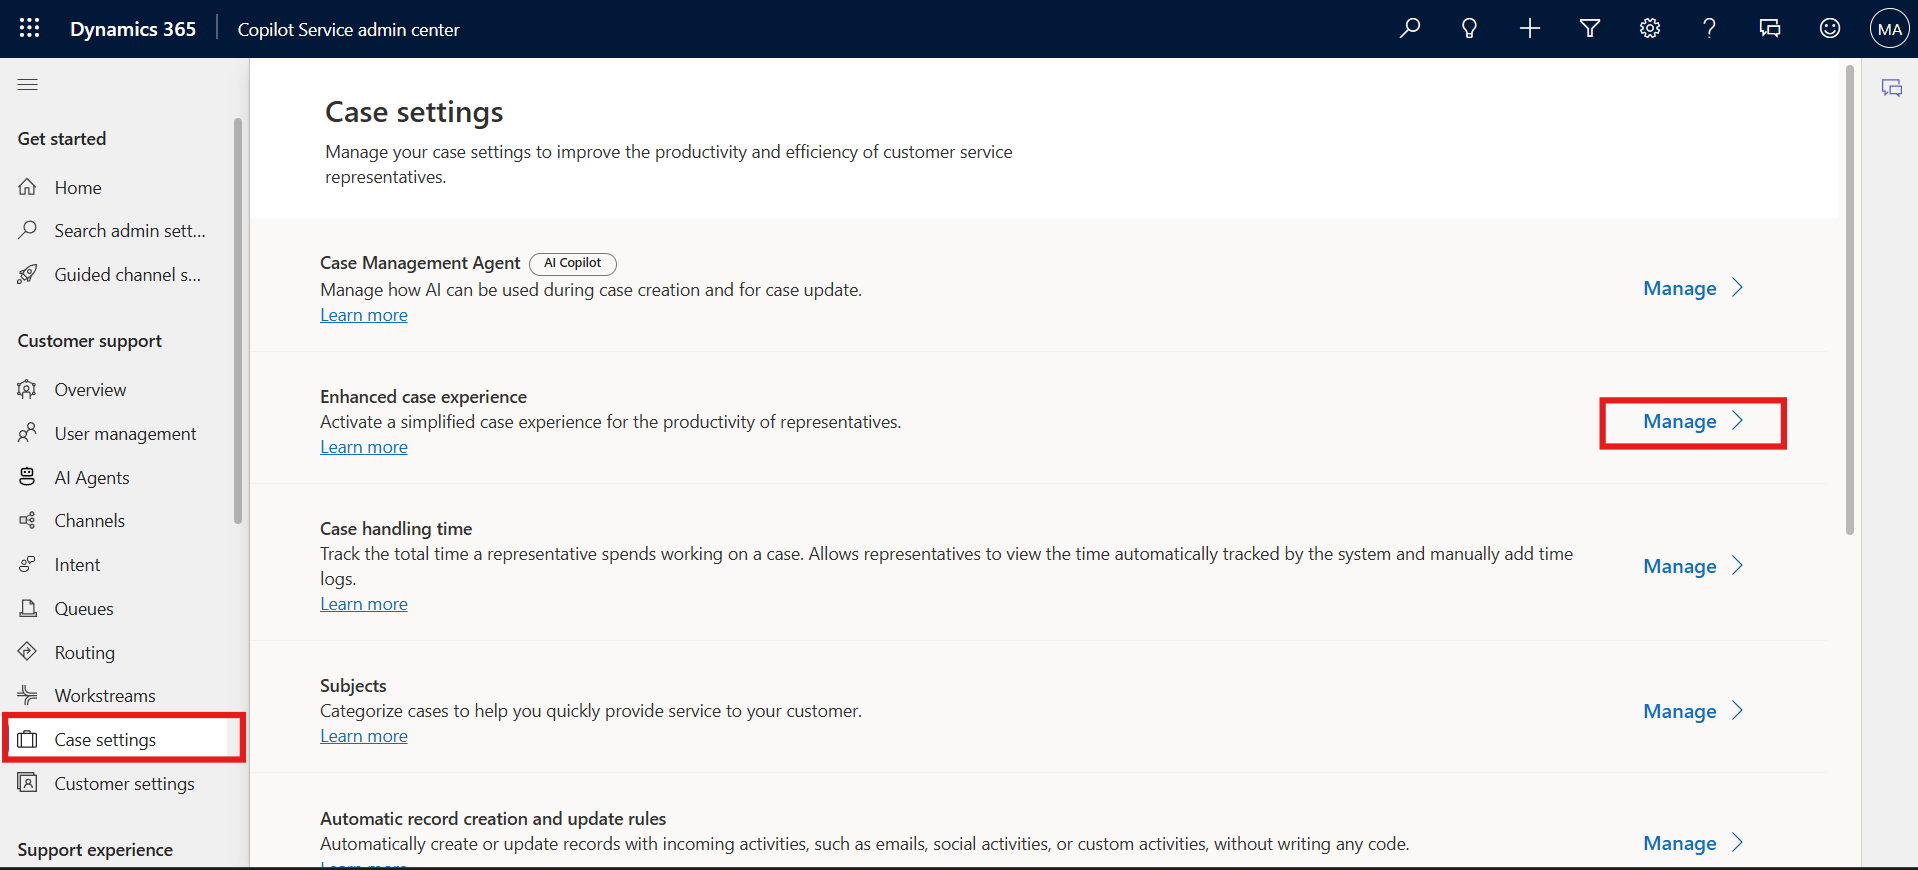 Dynamics 365
Copilot Service admin center
MA
Get started
Home
Search admin sett...
Guided channel s...
Customer support
Overview
User management
AI Agents
Channels
Intent
Queues
Routing
Workstreams
Case settings
Customer settings
Support experience
Case settings
Manage your case settings to improve the productivity and efficiency of customer service
representatives.
Case Management Agent AI Copilot
Manage how AI can be used during case creation and for case update.
Learn more
Manage
Enhanced case experience
Activate a simplified case experience for the productivity of representatives.
Learn more
Manage
Case handling time
Track the total time a representative spends working on a case. Allows representatives to view the time automatically tracked by the system and manually add time
logs.
Learn more
Manage
Subjects
Categorize cases to help you quickly provide service to your customer.
Learn more
Manage
Automatic record creation and update rules
Automatically create or update records with incoming activities, such as emails, social activities, or custom activities, without writing any code.
Learn more
Manage